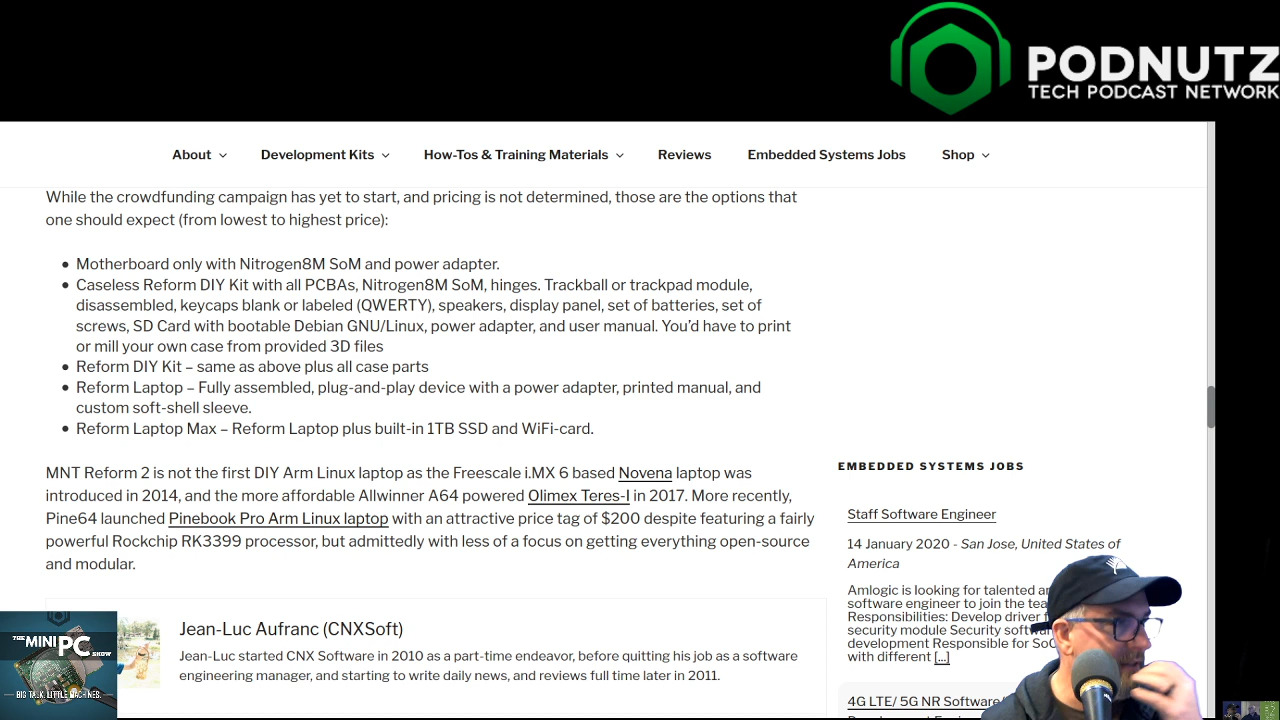 PODNUTZ
TECH PODCAST NETWORK
About Development Kits How-Tos & Training Materials Reviews Embedded Systems Jobs Shop
While the crowdfunding campaign has yet to start, and pricing is not determined, those are the options that
one should expect (from lowest to highest price):
• Motherboard only with Nitrogen8M SoM and power adapter.
• Caseless Reform DIY Kit with all PCBAs, Nitrogen8M SoM, hinges. Trackball or trackpad module,
disassembled, keycaps blank or labeled (QWERTY), speakers, display panel, set of batteries, set of
screws, SD Card with bootable Debian GNU/Linux, power adapter, and user manual. You’d have to print
or mill your own case from provided 3D files
• Reform DIY Kit – same as above plus all case parts
• Reform Laptop – Fully assembled, plug-and-play device with a power adapter, printed manual, and
custom soft-shell sleeve.
• Reform Laptop Max – Reform Laptop plus built-in 1TB SSD and WiFi-card.
MNT Reform 2 is not the first DIY Arm Linux laptop as the Freescale i.MX 6 based Novena laptop was
introduced in 2014, and the more affordable Allwinner A64 powered Olimex Teres-I in 2017. More recently,
Pine64 launched Pinebook Pro Arm Linux laptop with an attractive price tag of $200 despite featuring a fairly
powerful Rockchip RK3399 processor, but admittedly with less of a focus on getting everything open-source
and modular.
Jean-Luc Aufranc (CNXSoft)
Jean-Luc started CNX Software in 2010 as a part-time endeavor, before quitting his job as a software
engineering manager, and starting to write daily news, and reviews full time later in 2011.
EMBEDDED SYSTEMS JOBS
Staff Software Engineer
14 January 2020 - San Jose, United States of
America
Amlogic is looking for talented
software engineer to join the
Responsibilities: Develop driver
security module Security
development Responsible for
with different [...]
4G LTE/ 5G NR Software
THE MINI PC SHOW
BIG TALK. LITTLE MACHINES.